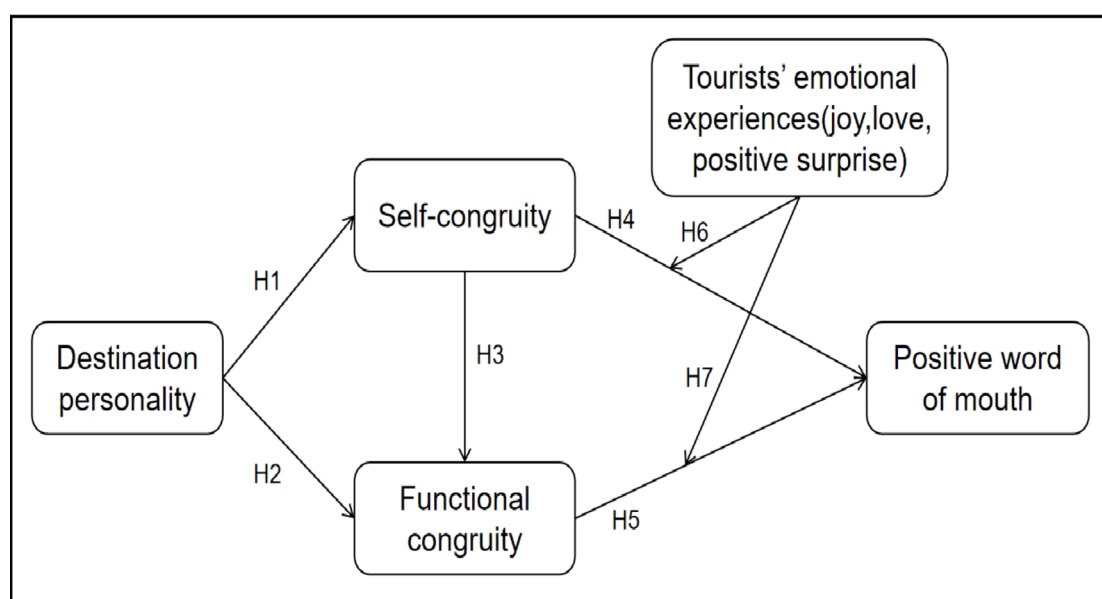 Tourists’ emotional
experiences(joy,love,
positive surprise)
Self-congruity
H4
H6
H1
H3
Destination
personality
H7
Positive word
of mouth
H2
Functional
congruity
H5